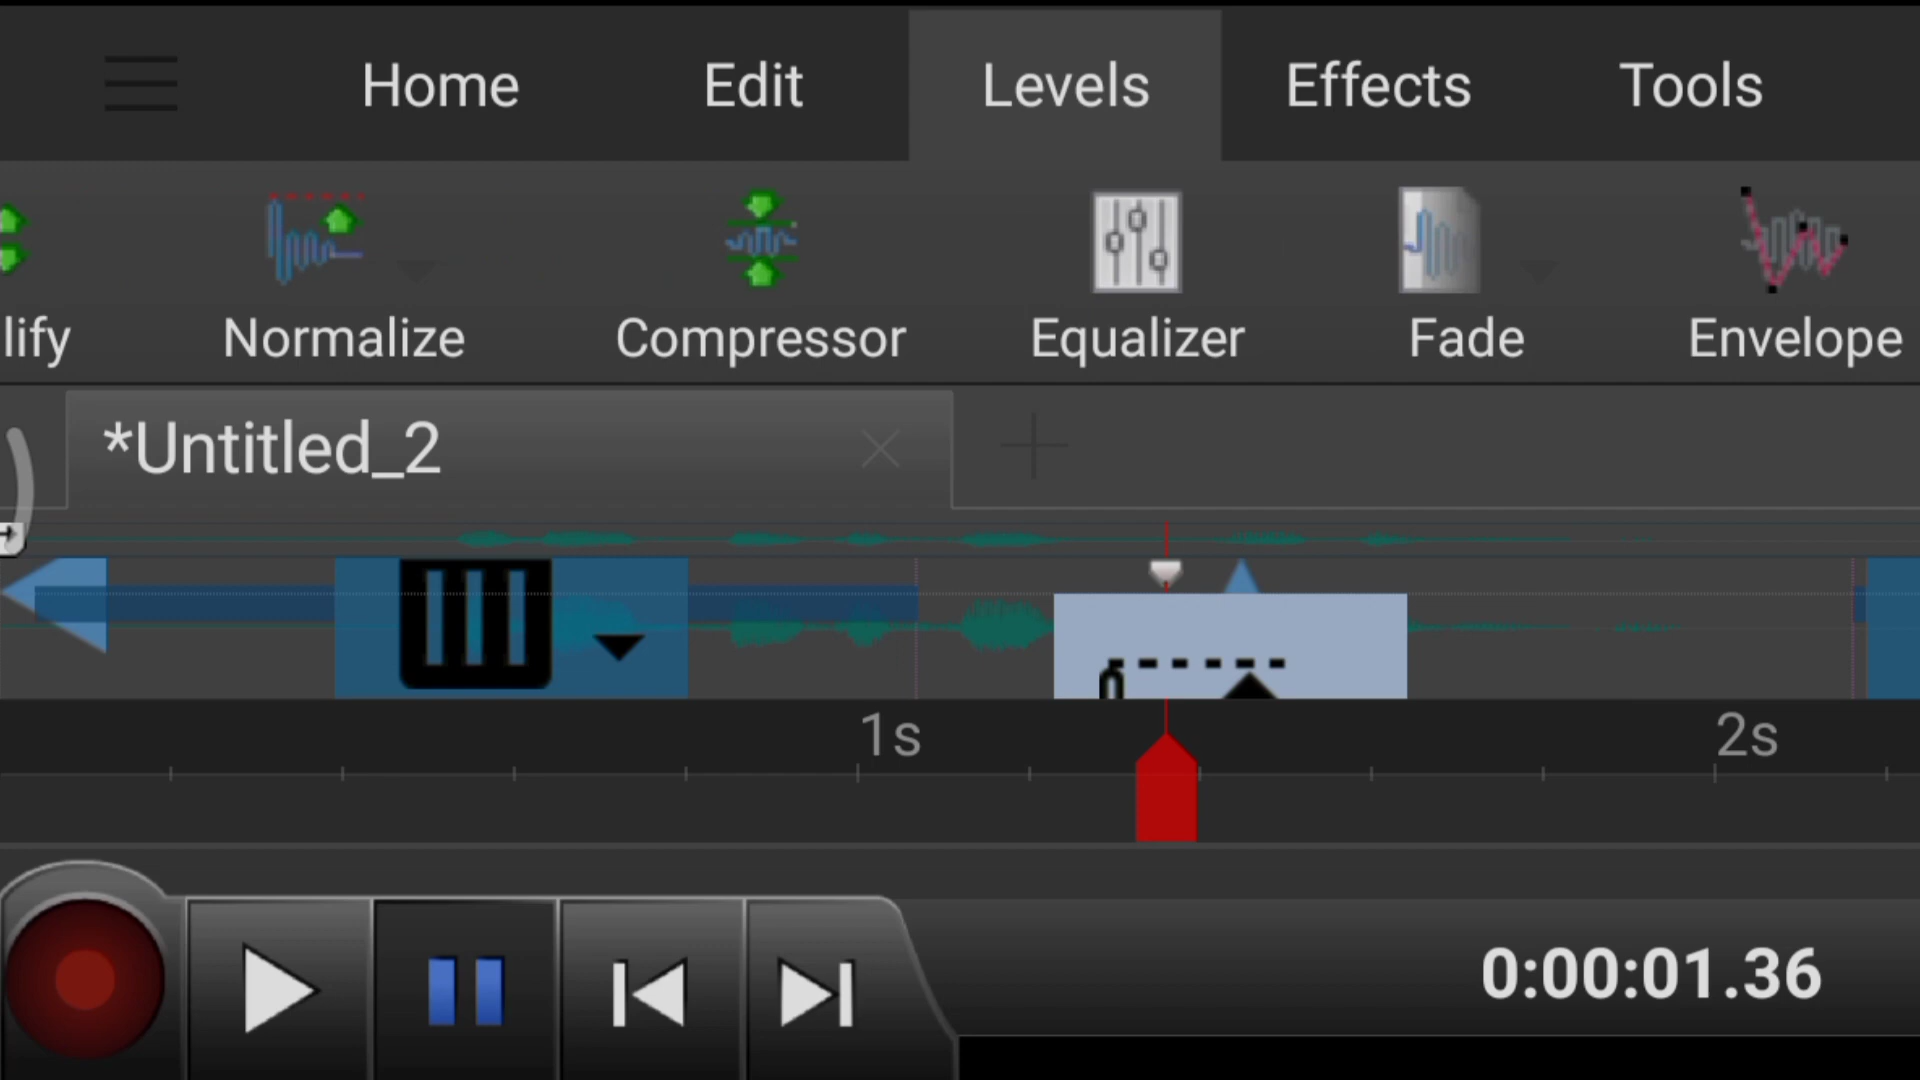 Home Edit Levels Effects Tools
lify Normalize Compressor Equalizer Fade Envelope
*Untitled_2
1s 2s
0:00:01.36